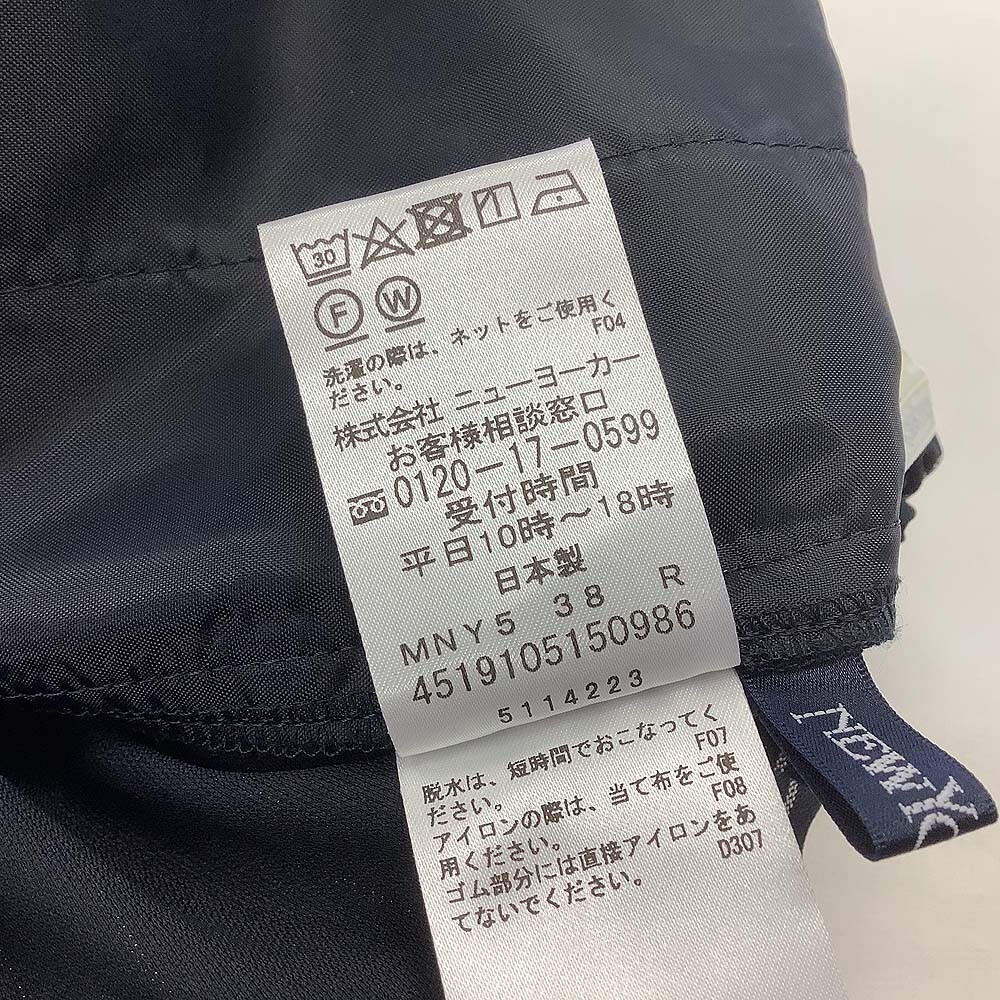 30
F W
洗濯の際は、ネットをご使用く
ださい。 F04
株式会社 ニューヨーカー
お客様相談窓口
0120-17-0599
受付時間
平日10時〜18時
日本製
MNY5 38 R
4519105150986
5114223
脱水は、短時間でおこなってく
ださい。 F07
アイロンの際は、当て布をご使
用ください。 F08
ゴム部分には直接アイロンをあ
てないでください。 D307
NEW YO